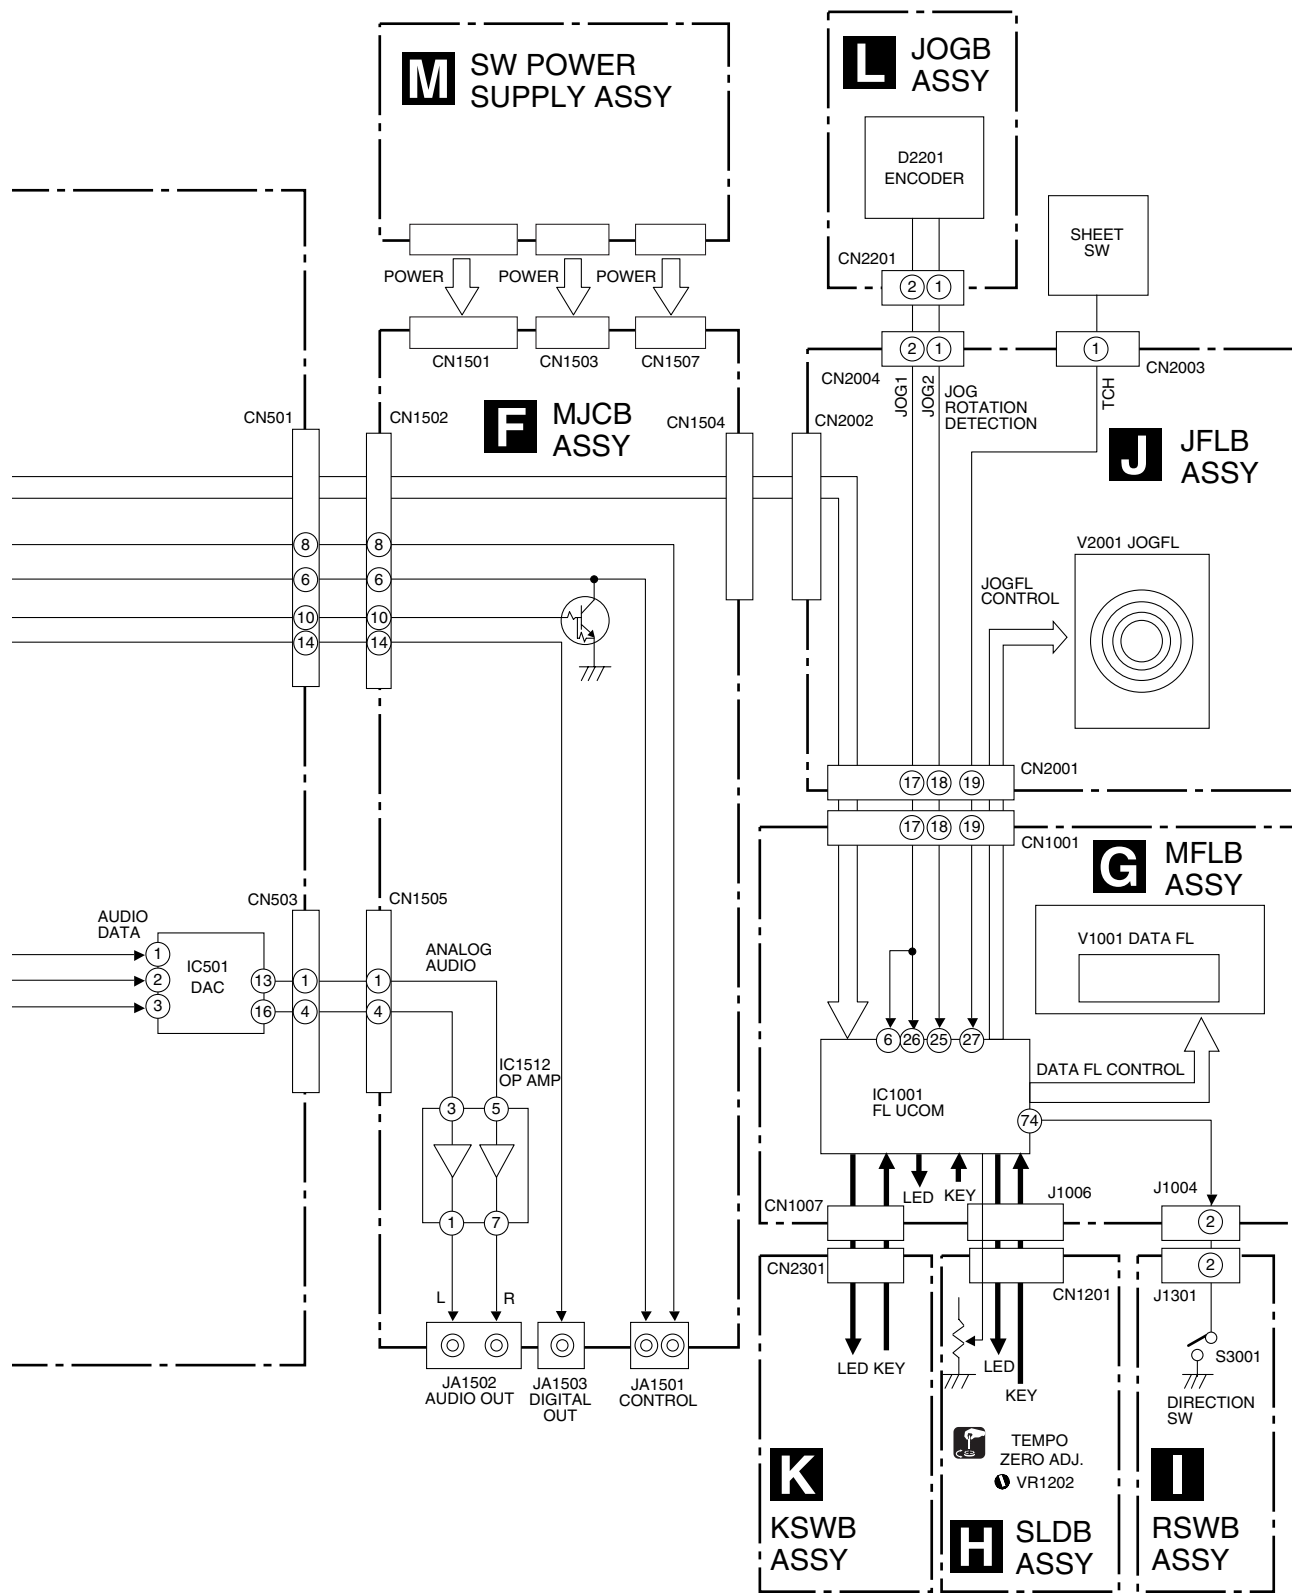 M
SW POWER
SUPPLY ASSY
L
JOGB
ASSY
D2201
ENCODER
SHEET
SW
CN2201
2 1
POWER
POWER
POWER
CN1501
CN1503
CN1507
2 1
1
CN2004
CN2003
JOG1
JOG2
JOG
ROTATION
DETECTION
TCH
CN501
CN1502
F
MJCB
ASSY
CN1504
CN2002
J
JFLB
ASSY
8
8
6
6
10
10
14
14
V2001 JOGFL
JOGFL
CONTROL
17 18 19
CN2001
17 18 19
CN1001
G
MFLB
ASSY
V1001 DATA FL
CN503
CN1505
AUDIO
DATA
1
2
3
IC501
DAC
13
16
1
4
1
4
ANALOG
AUDIO
IC1512
OP AMP
3
5
1
7
L
R
6 26 25 27
IC1001
FL UCOM
DATA FL CONTROL
74
LED
KEY
CN1007
J1006
J1004
2
CN2301
CN1201
2
J1301
S3001
DIRECTION
SW
LED KEY
LED
KEY
JA1502
AUDIO OUT
JA1503
DIGITAL
OUT
JA1501
CONTROL
TEMPO
ZERO ADJ.
VR1202
K
KSWB
ASSY
H
SLDB
ASSY
I
RSWB
ASSY